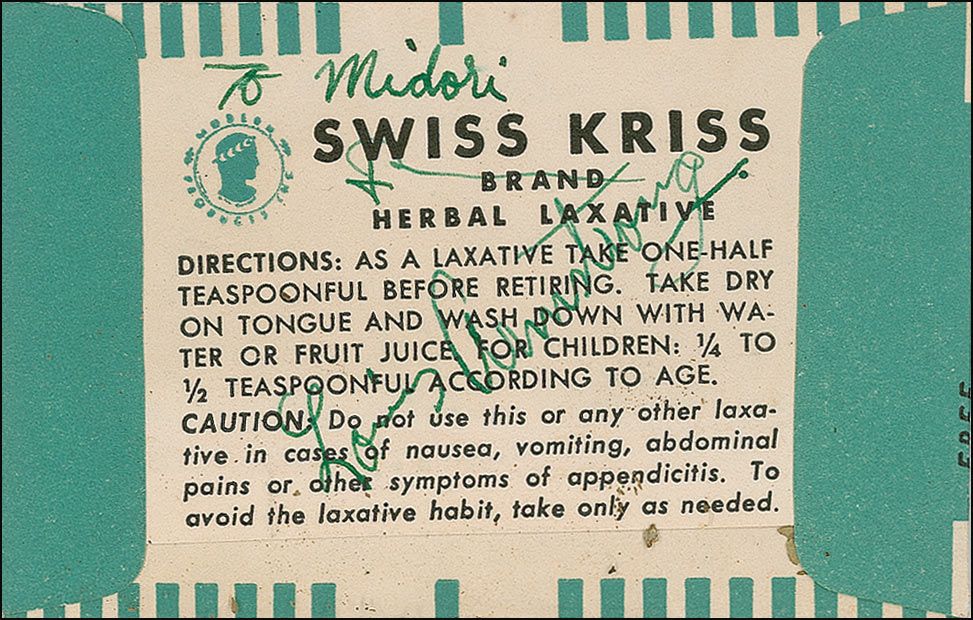 To Midori
SWISS KRISS
BRAND
HERBAL LAXATIVE
DIRECTIONS: AS A LAXATIVE TAKE ONE-HALF
TEASPOONFUL BEFORE RETIRING. TAKE DRY
ON TONGUE AND WASH DOWN WITH WA-
TER OR FRUIT JUICE. FOR CHILDREN: ¼ TO
½ TEASPOONFUL ACCORDING TO AGE.
CAUTION: Do not use this or any other laxa-
tive in cases of nausea, vomiting, abdominal
pains or other symptoms of appendicitis. To
avoid the laxative habit, take only as needed.
Louis Armstrong